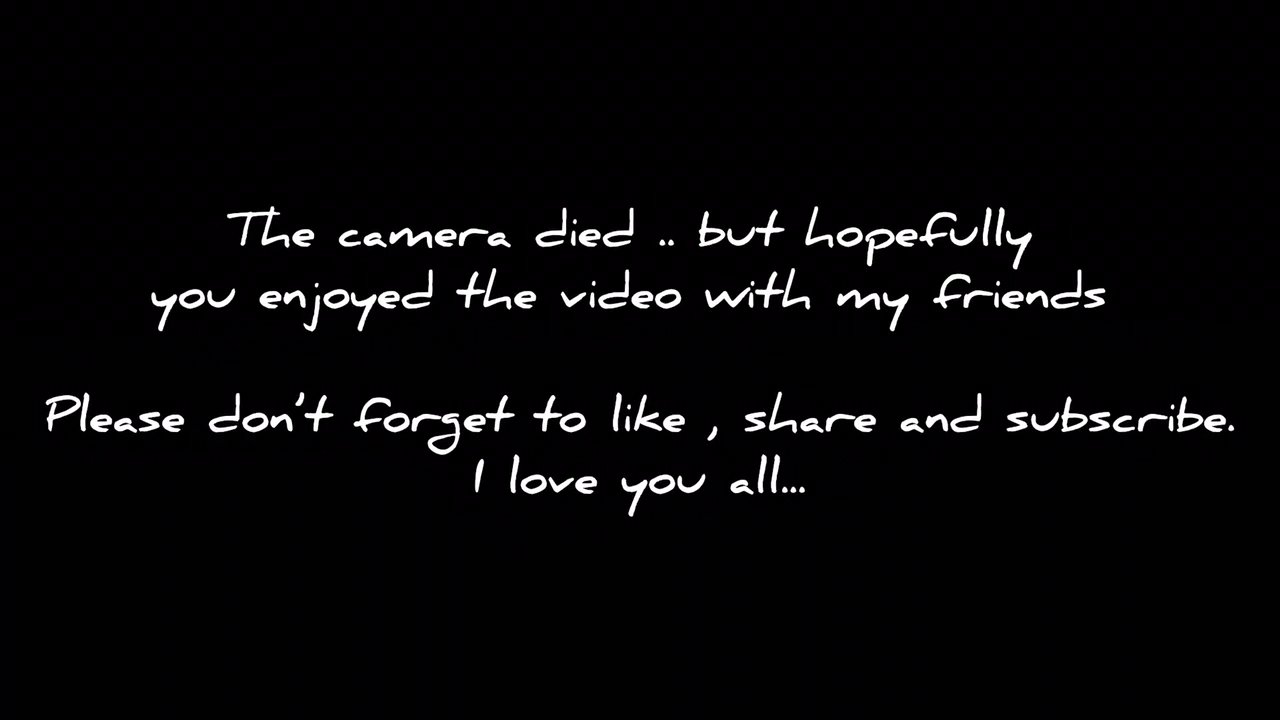 The camera died .. but hopefully
you enjoyed the video with my friends
Please don't forget to like , share and subscribe.
I love you all...